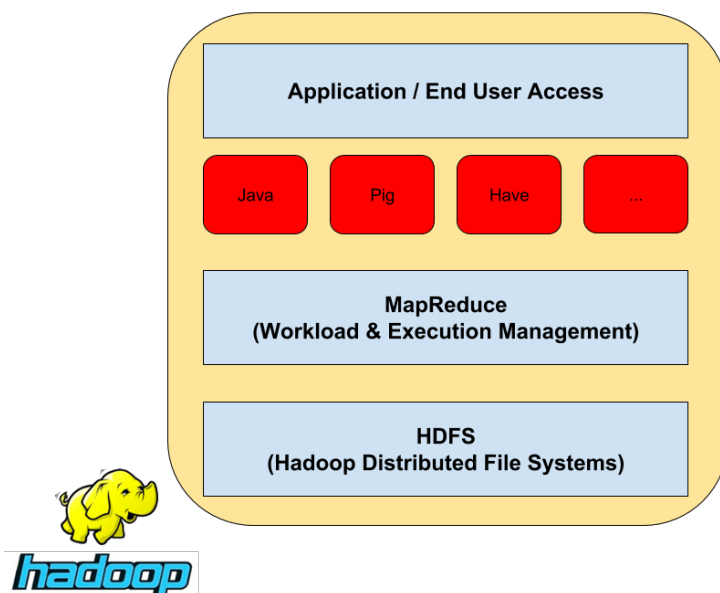 Application / End User Access
Java
Pig
Have
...
MapReduce
(Workload & Execution Management)
HDFS
(Hadoop Distributed File Systems)
hadoop